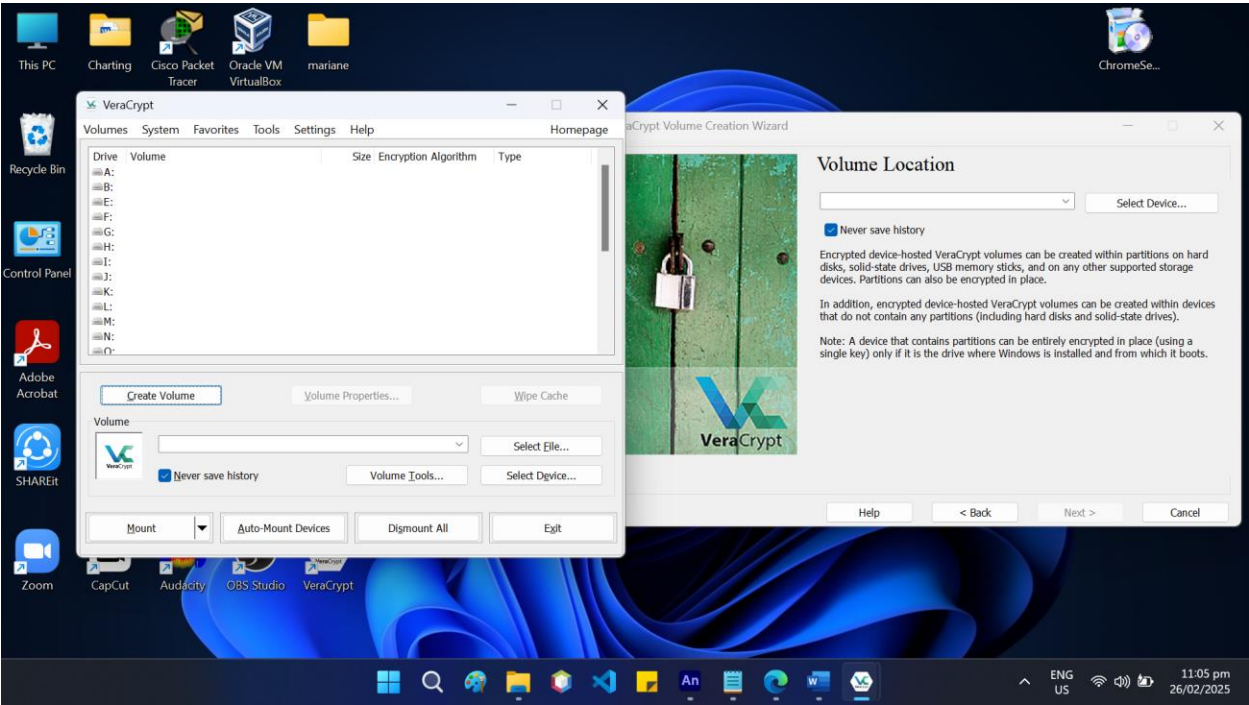 This PC
Charting
Cisco Packet
Tracer
Oracle VM
VirtualBox
mariane
ChromeSe...
Recycle Bin
Control Panel
Adobe
Acrobat
SHAREit
Zoom
CapCut
Audacity
OBS Studio
VeraCrypt
VeraCrypt
Volumes System Favorites Tools Settings Help Homepage
Drive Volume Size Encryption Algorithm Type
A:
B:
E:
F:
G:
H:
I:
J:
K:
L:
M:
N:
O:
Create Volume Volume Properties... Wipe Cache
Volume
VeraCrypt
Select File...
Never save history Volume Tools... Select Device...
Mount Auto-Mount Devices Dismount All Exit
aCrypt Volume Creation Wizard
VeraCrypt
Volume Location
Select Device...
Never save history
Encrypted device-hosted VeraCrypt volumes can be created within partitions on hard
disks, solid-state drives, USB memory sticks, and on any other supported storage
devices. Partitions can also be encrypted in place.
In addition, encrypted device-hosted VeraCrypt volumes can be created within devices
that do not contain any partitions (including hard disks and solid-state drives).
Note: A device that contains partitions can be entirely encrypted in place (using a
single key) only if it is the drive where Windows is installed and from which it boots.
Help < Back Next > Cancel
An
W
ENG
US
11:05 pm
26/02/2025